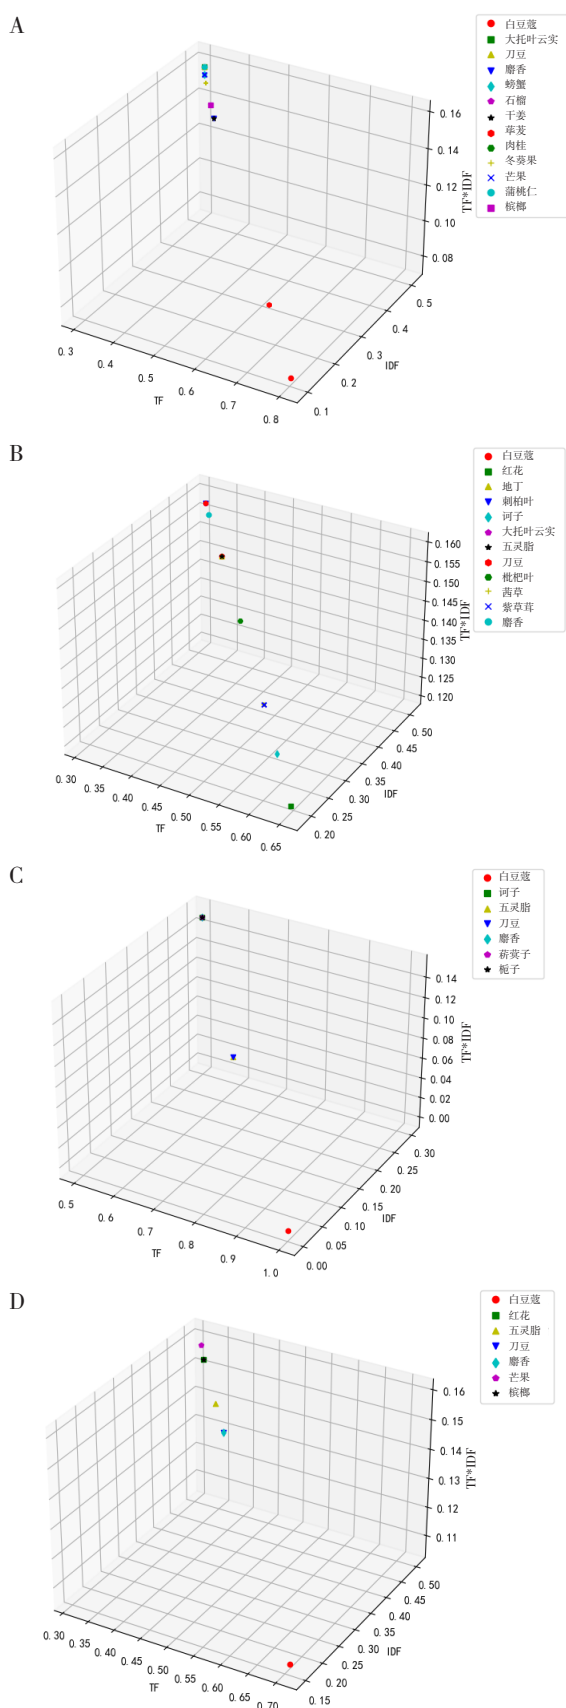 A
白豆蔻
大托叶云实
刀豆
麝香
螃蟹
石榴
干姜
荜茇
肉桂
冬葵果
芒果
蒲桃仁
槟榔
0.16
0.14
0.12
0.10
0.08
TF*IDF
0.5
0.4
0.3
0.2
0.1
IDF
0.3
0.4
0.5
0.6
0.7
0.8
TF
B
白豆蔻
红花
地丁
刺柏叶
诃子
大托叶云实
五灵脂
刀豆
枇杷叶
茜草
紫草茸
麝香
0.160
0.155
0.150
0.145
0.140
0.135
0.130
0.125
0.120
TF*IDF
0.50
0.45
0.40
0.35
0.30
0.25
0.20
IDF
0.30
0.35
0.40
0.45
0.50
0.55
0.60
0.65
TF
C
白豆蔻
诃子
五灵脂
刀豆
麝香
菥蓂子
栀子
0.14
0.12
0.10
0.08
0.06
0.04
0.02
0.00
TF*IDF
0.30
0.25
0.20
0.15
0.10
0.05
0.00
IDF
0.5
0.6
0.7
0.8
0.9
1.0
TF
D
白豆蔻
红花
五灵脂
刀豆
麝香
芒果
槟榔
0.16
0.15
0.14
0.13
0.12
0.11
TF*IDF
0.50
0.45
0.40
0.35
0.30
0.25
0.20
0.15
IDF
0.30
0.35
0.40
0.45
0.50
0.55
0.60
0.65
0.70
TF